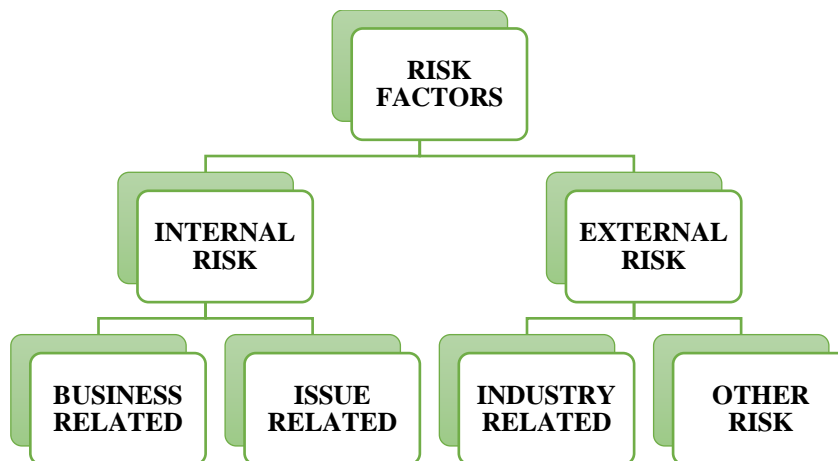 RISK
FACTORS
INTERNAL
RISK
EXTERNAL
RISK
BUSINESS
RELATED
ISSUE
RELATED
INDUSTRY
RELATED
OTHER
RISK